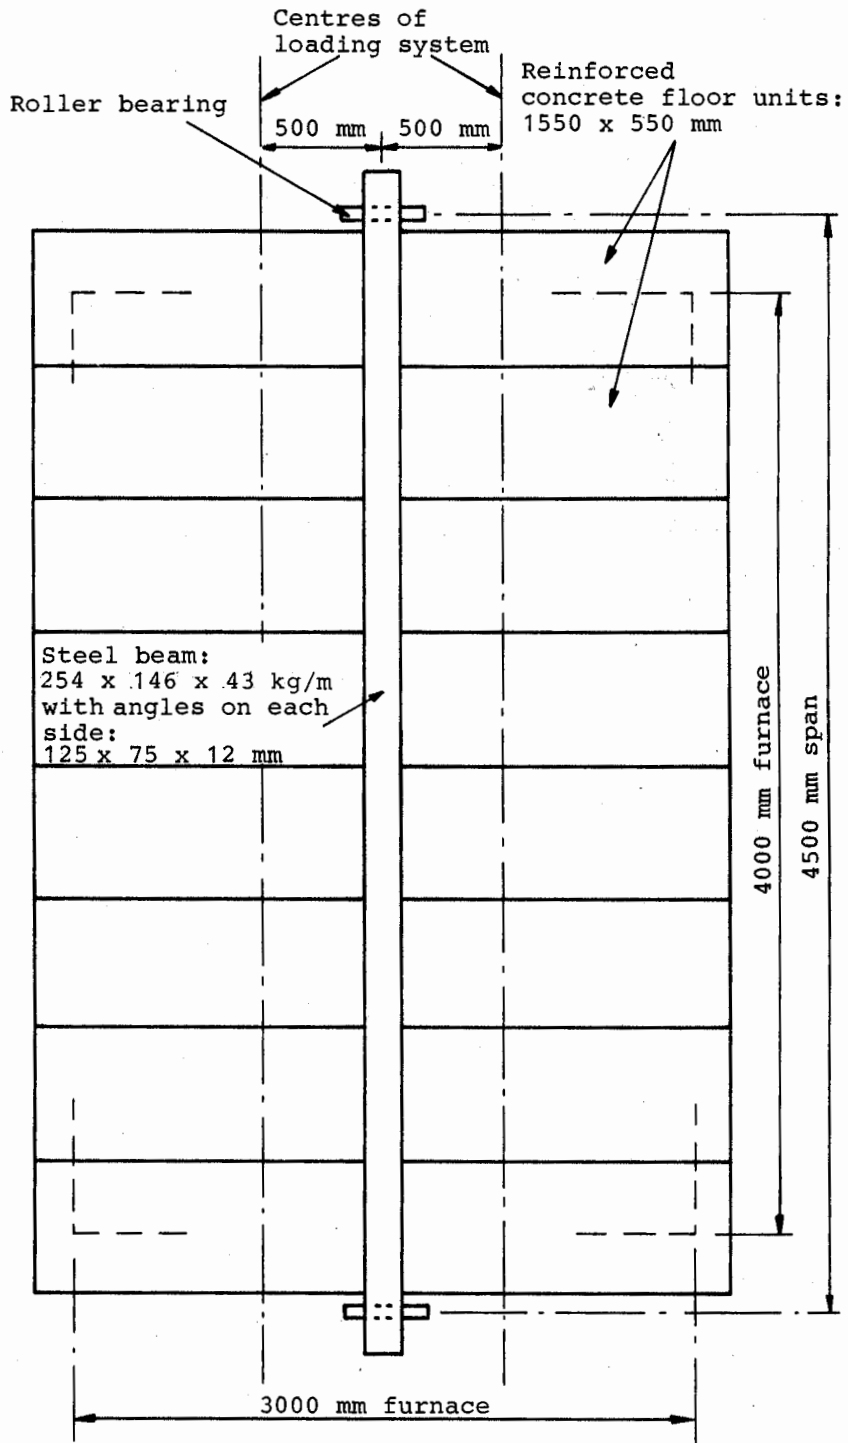 Centres of
loading system
Roller bearing
Reinforced
concrete floor units:
1550 x 550 mm
500 mm
500 mm
Steel beam:
254 x 146 x 43 kg/m
with angles on each
side:
125 x 75 x 12 mm
4000 mm furnace
4500 mm span
3000 mm furnace